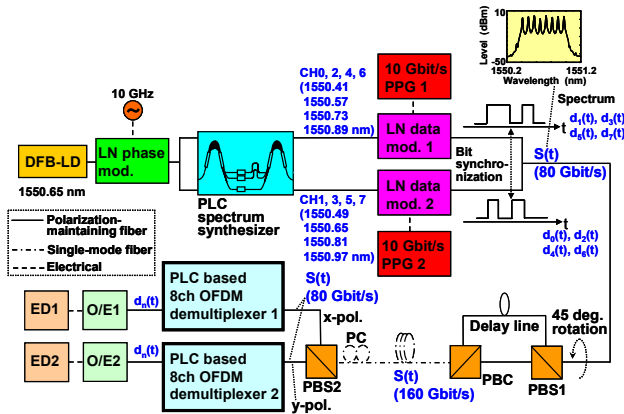 Level (dBm)
10
-50
1550.2
1551.2
Wavelength (nm)
Spectrum
CH0, 2, 4, 6
(1550.41
1550.57
1550.73
1550.89 nm)
10 Gbit/s
PPG 1
10 GHz
DFB-LD
1550.65 nm
LN phase
mod.
PLC
spectrum
synthesizer
LN data
mod. 1
LN data
mod. 2
t
d1(t), d3(t)
d5(t), d7(t)
Bit
synchronization
S(t)
(80 Gbit/s)
CH1, 3, 5, 7
(1550.49
1550.65
1550.81
1550.97 nm)
10 Gbit/s
PPG 2
t
d0(t), d2(t)
d4(t), d6(t)
Polarization-
maintaining fiber
Single-mode fiber
Electrical
S(t)
(80 Gbit/s)
ED1
O/E1
dn(t)
PLC based
8ch OFDM
demultiplexer 1
x-pol.
ED2
O/E2
dn(t)
PLC based
8ch OFDM
demultiplexer 2
y-pol.
PBS2
PC
S(t)
(160 Gbit/s)
Delay line
PBC
PBS1
45 deg.
rotation